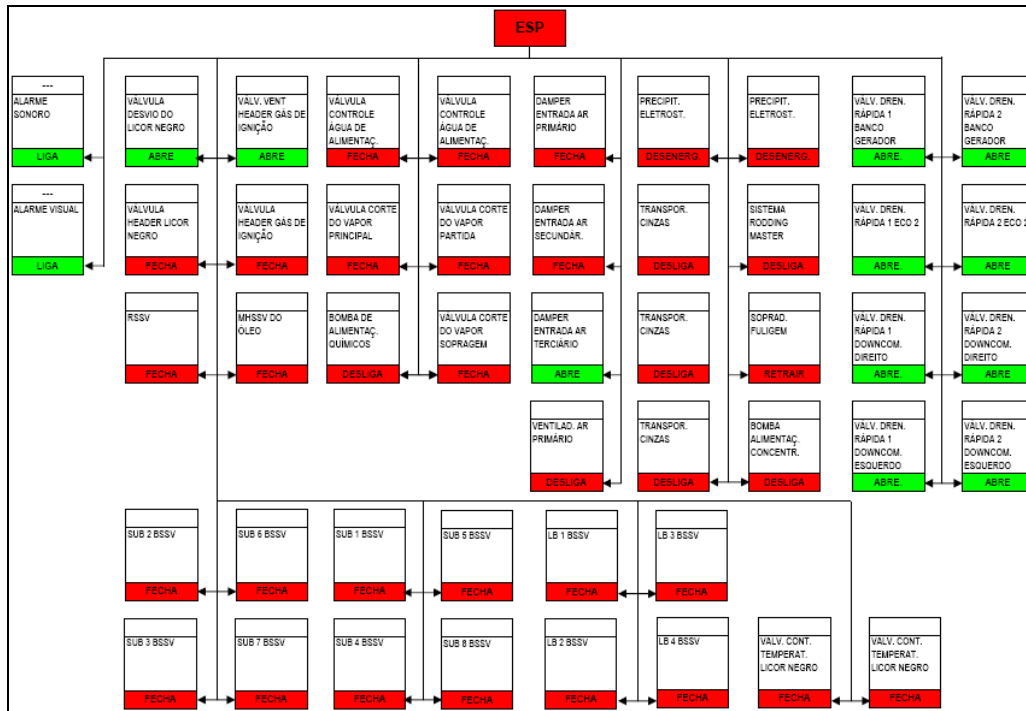 ESP
---
ALARME
SONORO
LIGA
VÁLVULA
DESVIO DO
LICOR NEGRO
ABRE
VÁLV. VENT
HEADER GÁS DE
IGNIÇÃO
ABRE
VÁLVULA
CONTROLE
ÁGUA DE
ALIMENTAÇ.
FECHA
VÁLVULA
CONTROLE
ÁGUA DE
ALIMENTAÇ.
FECHA
DAMPER
ENTRADA AR
PRIMÁRIO
FECHA
PRECIPIT.
ELETROST.
DESENERG.
PRECIPIT.
ELETROST.
DESENERG.
VÁLV. DREN.
RÁPIDA 1
BANCO
GERADOR
ABRE.
VÁLV. DREN.
RÁPIDA 2
BANCO
GERADOR
ABRE
---
ALARME VISUAL
LIGA
VÁLVULA
HEADER LICOR
NEGRO
FECHA
VÁLVULA
HEADER GÁS DE
IGNIÇÃO
FECHA
VÁLVULA CORTE
DO VAPOR
PRINCIPAL
FECHA
VÁLVULA CORTE
DO VAPOR
PARTIDA
FECHA
DAMPER
ENTRADA AR
SECUNDAR.
FECHA
TRANSPOR.
CINZAS
DESLIGA
SISTEMA
RODDING
MASTER
DESLIGA
VÁLV. DREN.
RÁPIDA 1 ECO 2
ABRE.
VÁLV. DREN.
RÁPIDA 2 ECO 2
ABRE
RSSV
FECHA
MHSSV DO
ÓLEO
FECHA
BOMBA DE
ALIMENTAÇ.
QUÍMICOS
DESLIGA
VÁLVULA CORTE
DO VAPOR
SOPRAGEM
FECHA
DAMPER
ENTRADA AR
TERCIÁRIO
ABRE
TRANSPOR.
CINZAS
DESLIGA
SOPRAD.
FULIGEM
RETRAIR
VÁLV. DREN.
RÁPIDA 1
DOWNCOM.
DIREITO
ABRE.
VÁLV. DREN.
RÁPIDA 2
DOWNCOM.
DIREITO
ABRE
VENTILAD. AR
PRIMÁRIO
DESLIGA
TRANSPOR.
CINZAS
DESLIGA
BOMBA
ALIMENTAÇ.
CONCENTR.
DESLIGA
VÁLV. DREN.
RÁPIDA 1
DOWNCOM.
ESQUERDO
ABRE.
VÁLV. DREN.
RÁPIDA 2
DOWNCOM.
ESQUERDO
ABRE
SUB 2 BSSV
FECHA
SUB 6 BSSV
FECHA
SUB 1 BSSV
FECHA
SUB 5 BSSV
FECHA
LB 1 BSSV
FECHA
LB 3 BSSV
FECHA
SUB 3 BSSV
FECHA
SUB 7 BSSV
FECHA
SUB 4 BSSV
FECHA
SUB 8 BSSV
FECHA
LB 2 BSSV
FECHA
LB 4 BSSV
FECHA
VÁLV. CONT.
TEMPERAT.
LICOR NEGRO
FECHA
VÁLV. CONT.
TEMPERAT.
LICOR NEGRO
FECHA